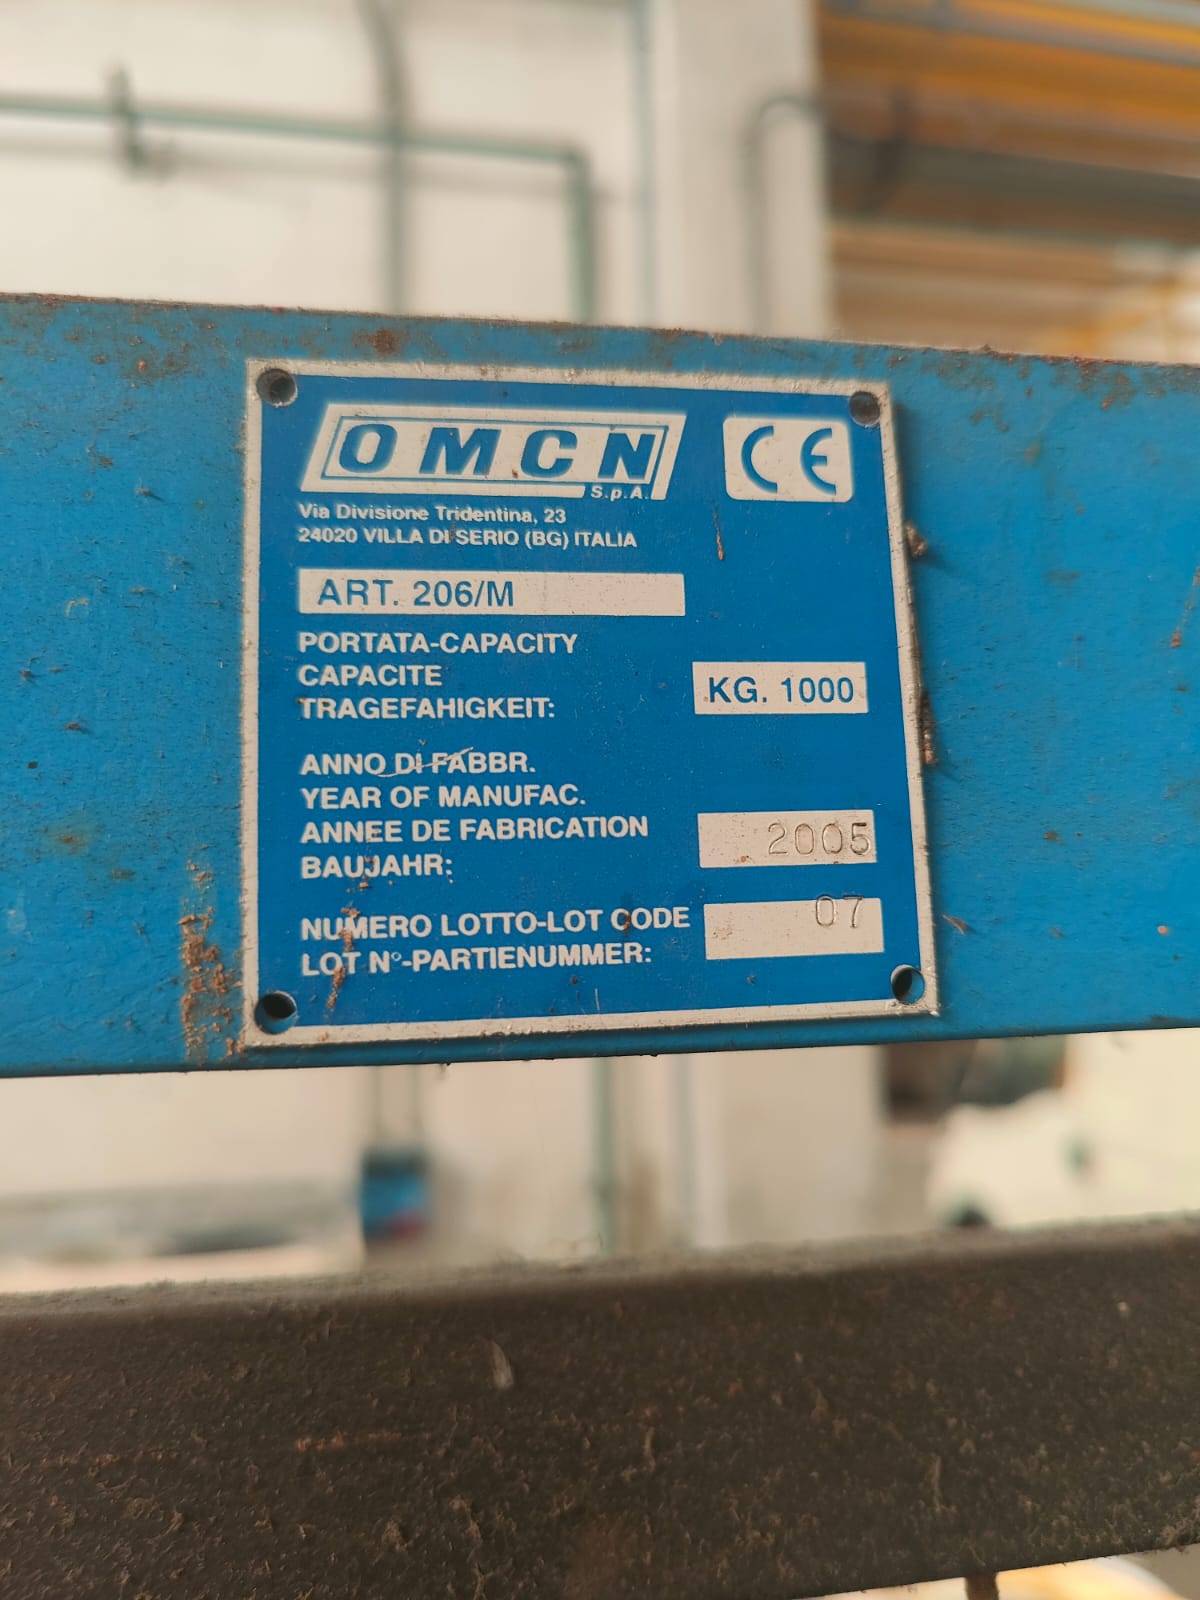 OMCN
S.p.A.
CE
Via Divisione Tridentina, 23
24020 VILLA DI SERIO (BG) ITALIA
ART. 206/M
PORTATA-CAPACITY
CAPACITE
TRAGEFAHIGKEIT:
KG. 1000
ANNO DI FABBR.
YEAR OF MANUFAC.
ANNEE DE FABRICATION
BAUJAHR:
2005
NUMERO LOTTO-LOT CODE
LOT N°-PARTIENUMMER:
07